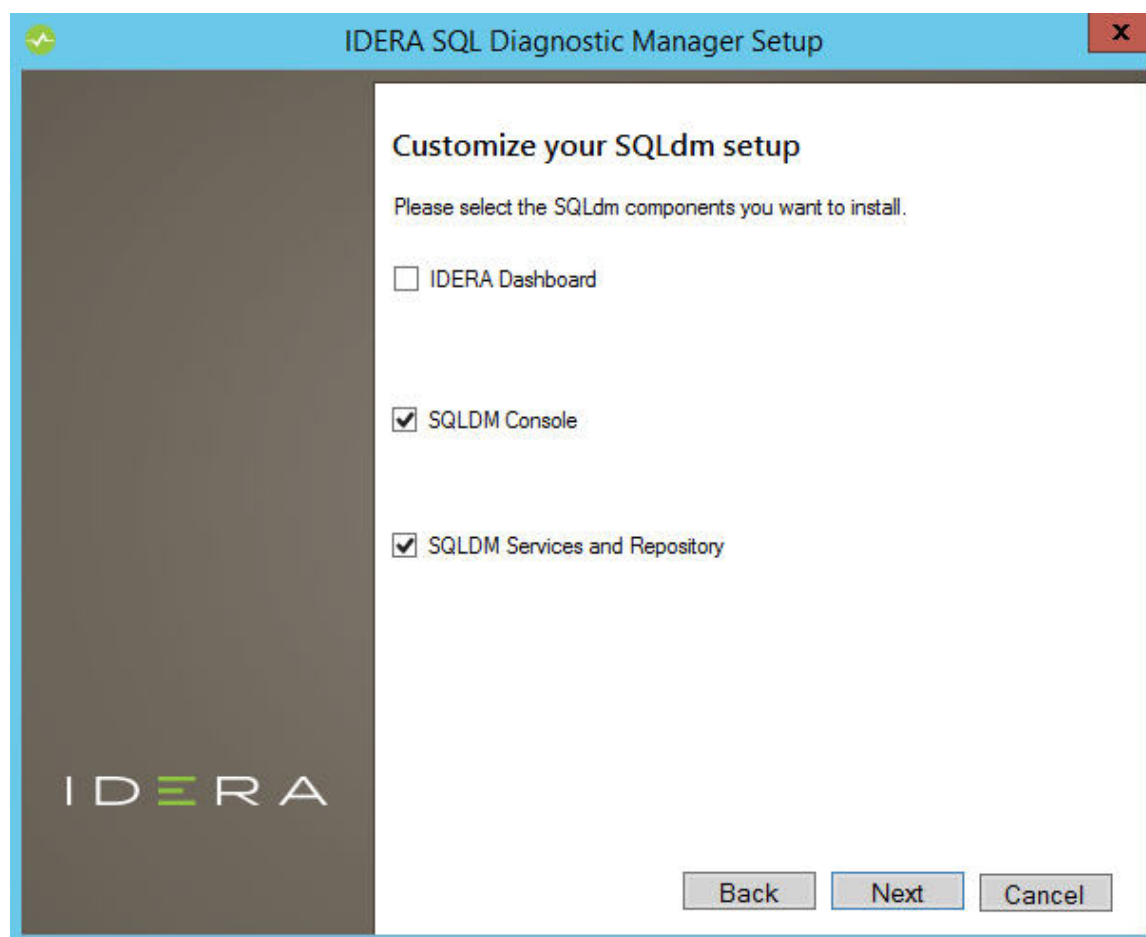 IDERA SQL Diagnostic Manager Setup
x
Customize your SQLdm setup
Please select the SQLdm components you want to install.
IDERA Dashboard
SQLDM Console
SQLDM Services and Repository
IDERA
Back Next Cancel